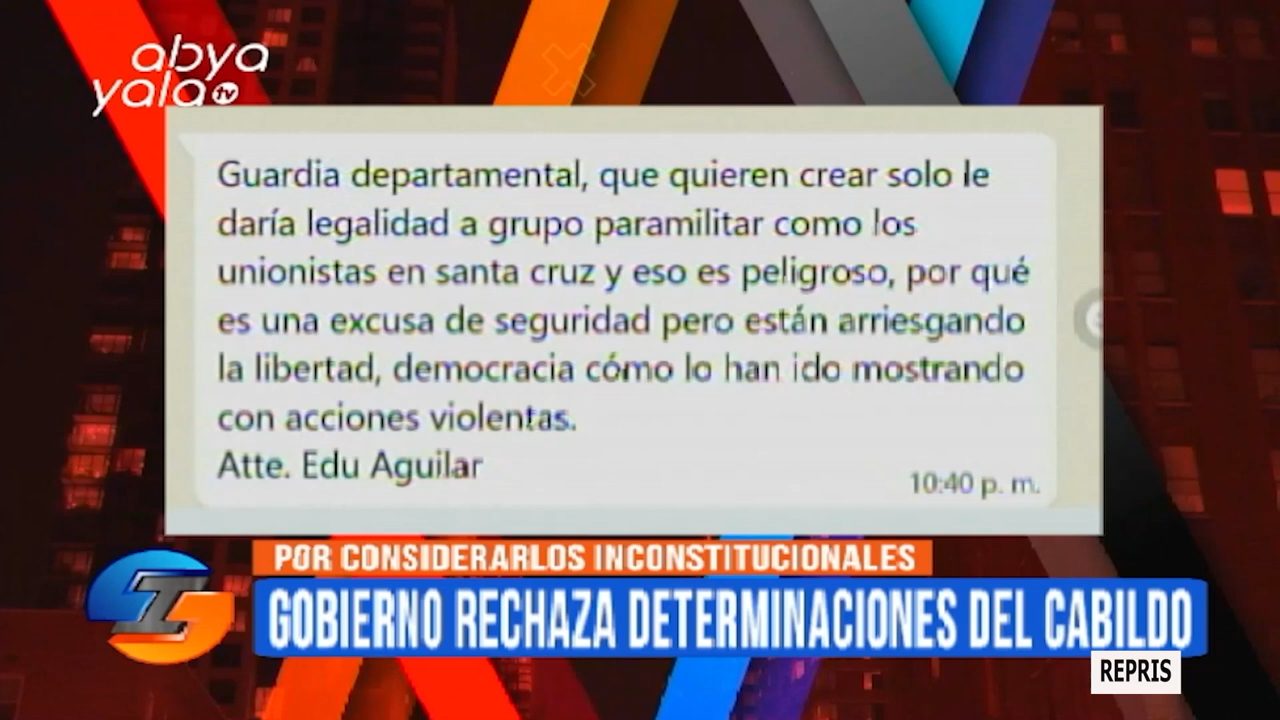 abya
yala tv
Guardia departamental, que quieren crear solo le
daría legalidad a grupo paramilitar como los
unionistas en santa cruz y eso es peligroso, por qué
es una excusa de seguridad pero están arriesgando
la libertad, democracia cómo lo han ido mostrando
con acciones violentas.
Atte. Edu Aguilar
10:40 p. m.
POR CONSIDERARLOS INCONSTITUCIONALES
GOBIERNO RECHAZA DETERMINACIONES DEL CABILDO
REPRIS